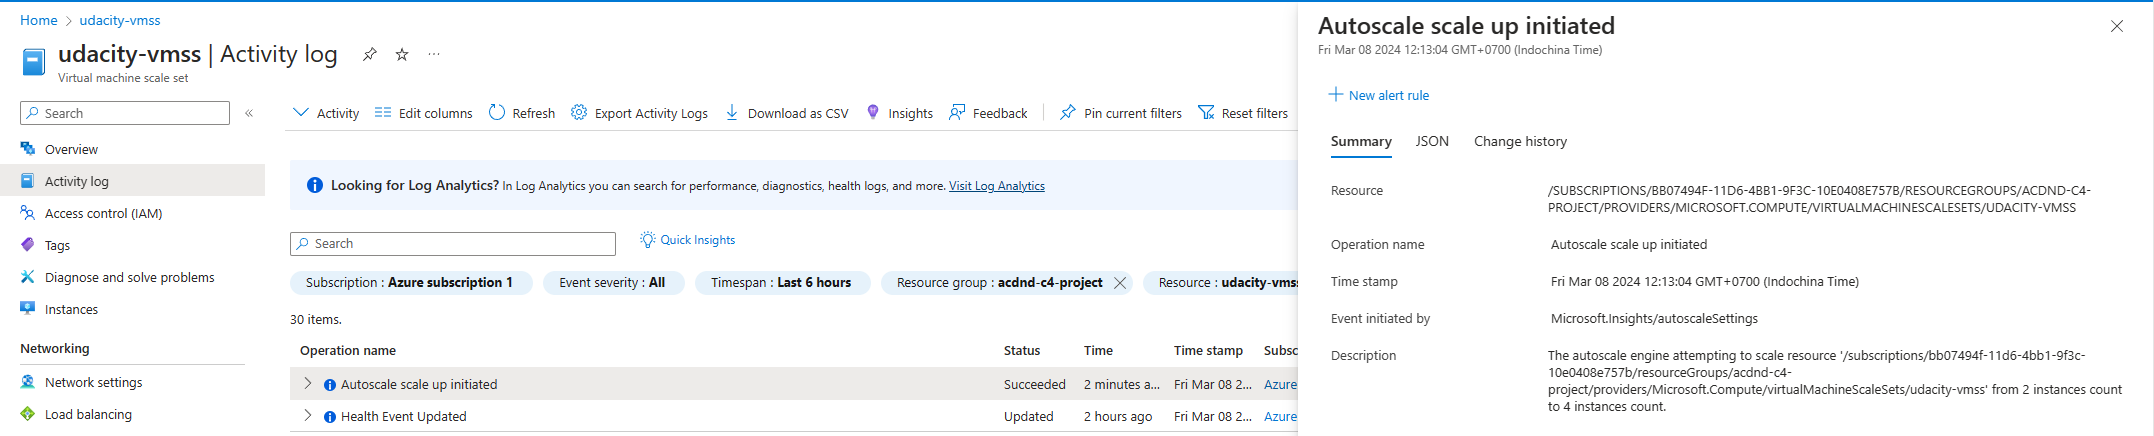 Home > udacity-vmss
udacity-vmss | Activity log
Virtual machine scale set
Search
Overview
Activity log
Access control (IAM)
Tags
Diagnose and solve problems
Instances
Networking
Network settings
Load balancing
Activity Edit columns Refresh Export Activity Logs Download as CSV Insights Feedback Pin current filters Reset filters
Looking for Log Analytics? In Log Analytics you can search for performance, diagnostics, health logs, and more. Visit Log Analytics
Search Quick Insights
Subscription : Azure subscription 1 Event severity : All Timespan : Last 6 hours Resource group : acdnd-c4-project Resource : udacity-vmss
30 items.
Operation name Status Time Time stamp Subsc
Autoscale scale up initiated Succeeded 2 minutes a... Fri Mar 08 2... Azure
Health Event Updated Updated 2 hours ago Fri Mar 08 2... Azure
Autoscale scale up initiated
Fri Mar 08 2024 12:13:04 GMT+0700 (Indochina Time)
New alert rule
Summary JSON Change history
Resource /SUBSCRIPTIONS/BB07494F-11D6-4BB1-9F3C-10E0408E757B/RESOURCEGROUPS/ACDND-C4-
PROJECT/PROVIDERS/MICROSOFT.COMPUTE/VIRTUALMACHINESCALESETS/UDACITY-VMSS
Operation name Autoscale scale up initiated
Time stamp Fri Mar 08 2024 12:13:04 GMT+0700 (Indochina Time)
Event initiated by Microsoft.Insights/autoscaleSettings
Description The autoscale engine attempting to scale resource '/subscriptions/bb07494f-11d6-4bb1-9f3c-
10e0408e757b/resourceGroups/acdnd-c4-
project/providers/Microsoft.Compute/virtualMachineScaleSets/udacity-vmss' from 2 instances count
to 4 instances count.